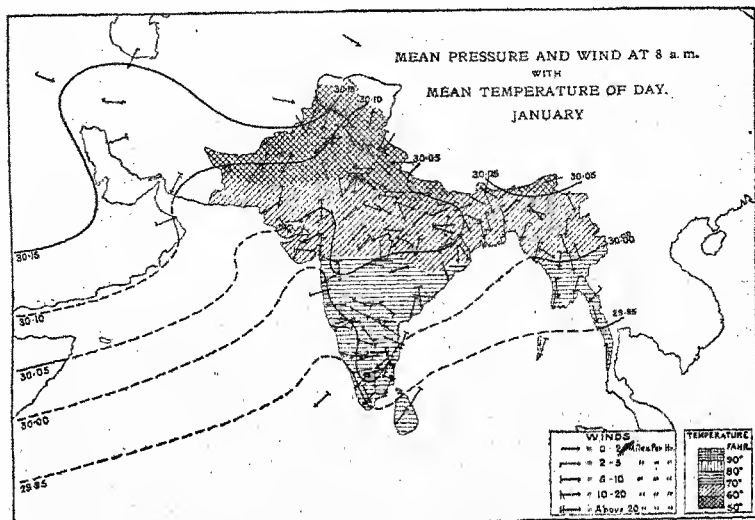 MEAN PRESSURE AND WIND AT 8 a.m.
WITH
MEAN TEMPERATURE OF DAY.
JANUARY
30·15
30·10
30·05
30·05
30·05
30·00
29·95
30·15
30·10
30·05
30·00
29·95
WINDS
0-2 Miles Per Hr.
2-5 " " "
5-10 " " "
10-20 " " "
Above 20 " " "
TEMPERATURE
FAHR.
90°
80°
70°
60°
50°